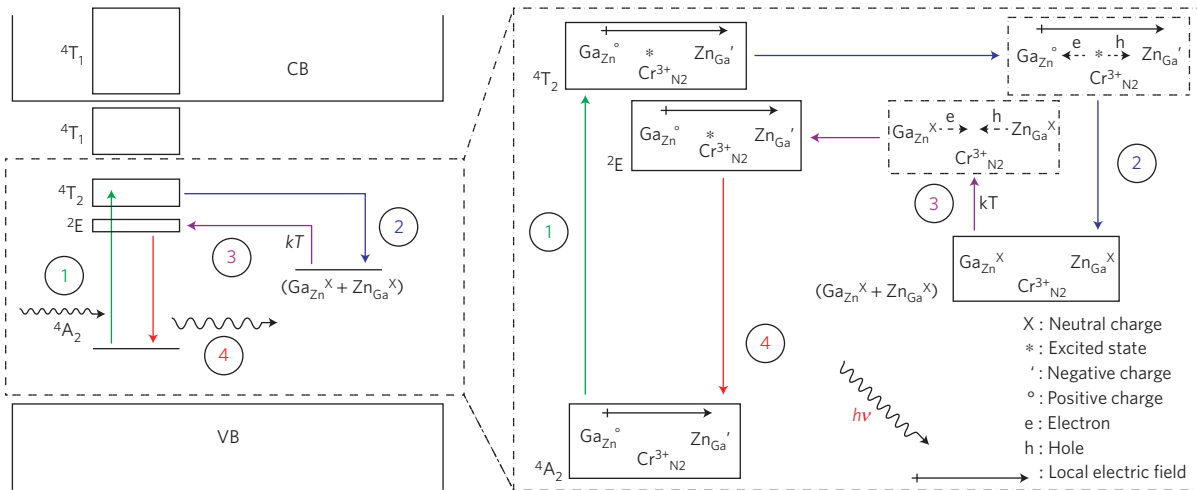 ⁴T₁
CB
⁴T₁
⁴T₂
²E
kT
2
3
1
(Ga_Zn^X + Zn_Ga^X)
⁴A₂
4
VB
Ga_Zn° * Zn_Ga′
Cr³⁺_N2
⁴T₂
Ga_Zn° e * h Zn_Ga′
Cr³⁺_N2
Ga_Zn° * Zn_Ga′
Cr³⁺_N2
²E
Ga_Zn^X e h Zn_Ga^X
Cr³⁺_N2
2
3
kT
1
Ga_Zn^X Zn_Ga^X
Cr³⁺_N2
(Ga_Zn^X + Zn_Ga^X)
4
hν
Ga_Zn° Zn_Ga′
Cr³⁺_N2
⁴A₂
X : Neutral charge
* : Excited state
′ : Negative charge
° : Positive charge
e : Electron
h : Hole
: Local electric field